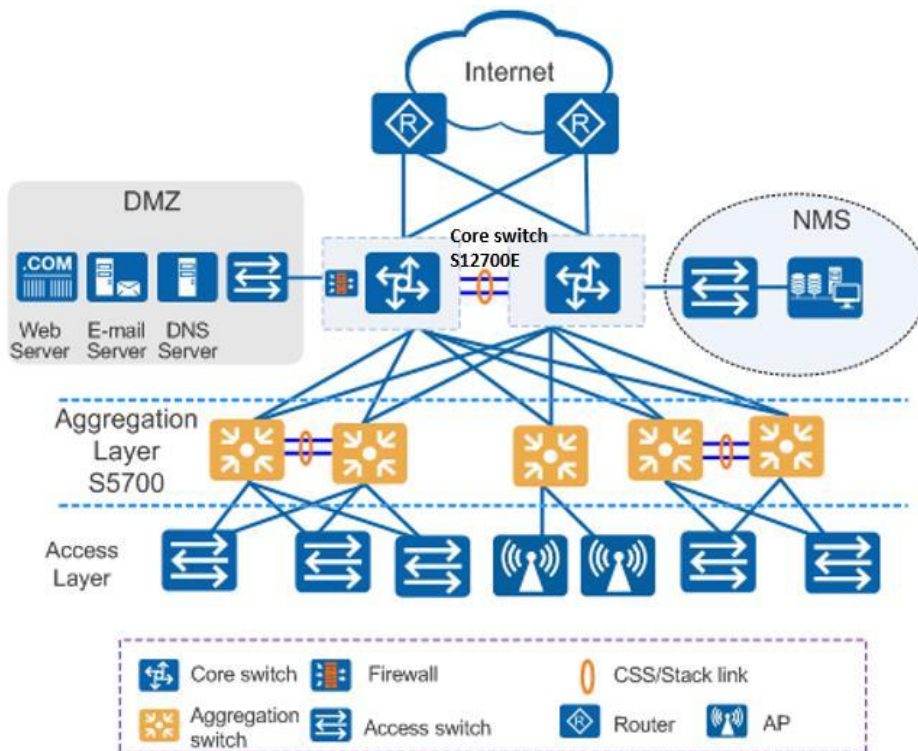 Internet
R
R
DMZ
.COM
Web
Server
E-mail
Server
DNS
Server
Core switch
S12700E
NMS
Aggregation
Layer
S5700
Access
Layer
Core switch
Firewall
CSS/Stack link
Aggregation
switch
Access switch
R
Router
AP